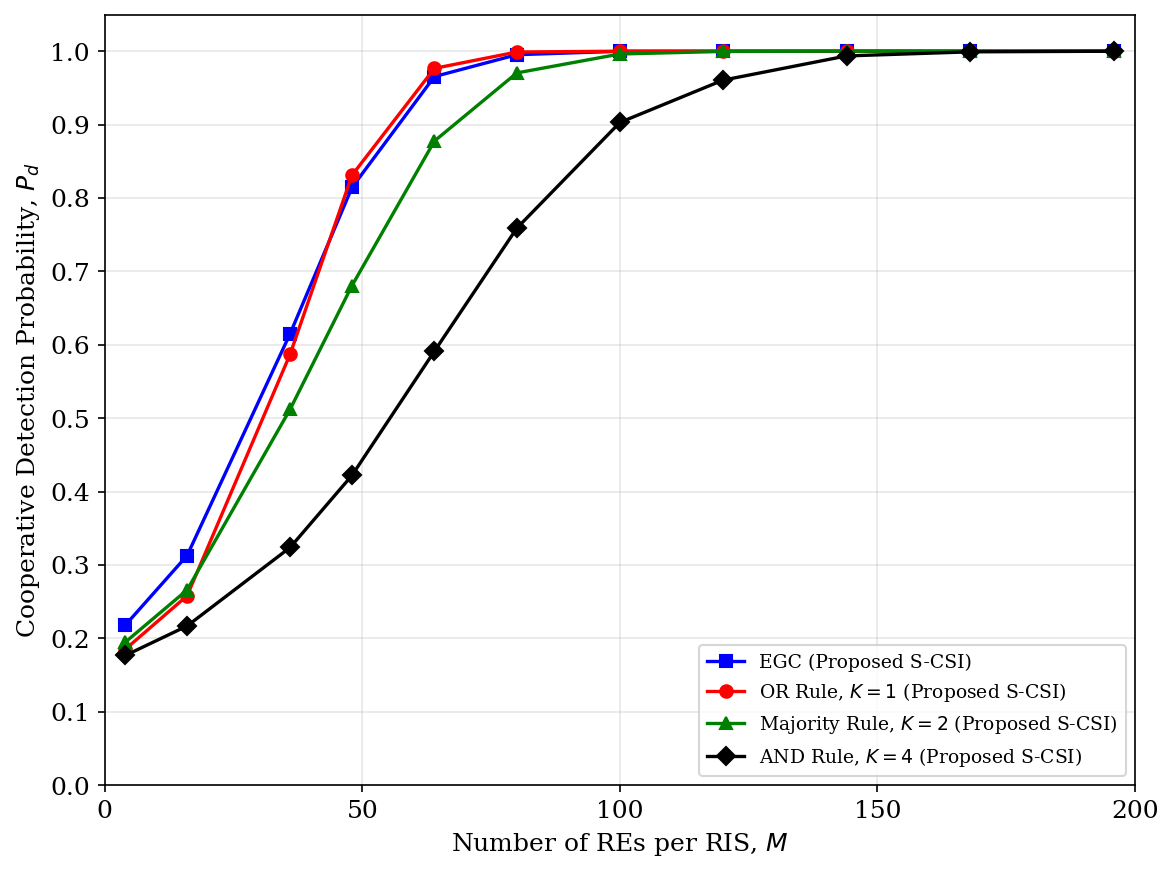 1.0
0.9
0.8
0.7
0.6
0.5
0.4
0.3
0.2
0.1
0.0
Cooperative Detection Probability, P_d
0 50 100 150 200
Number of REs per RIS, M
EGC (Proposed S-CSI)
OR Rule, K = 1 (Proposed S-CSI)
Majority Rule, K = 2 (Proposed S-CSI)
AND Rule, K = 4 (Proposed S-CSI)